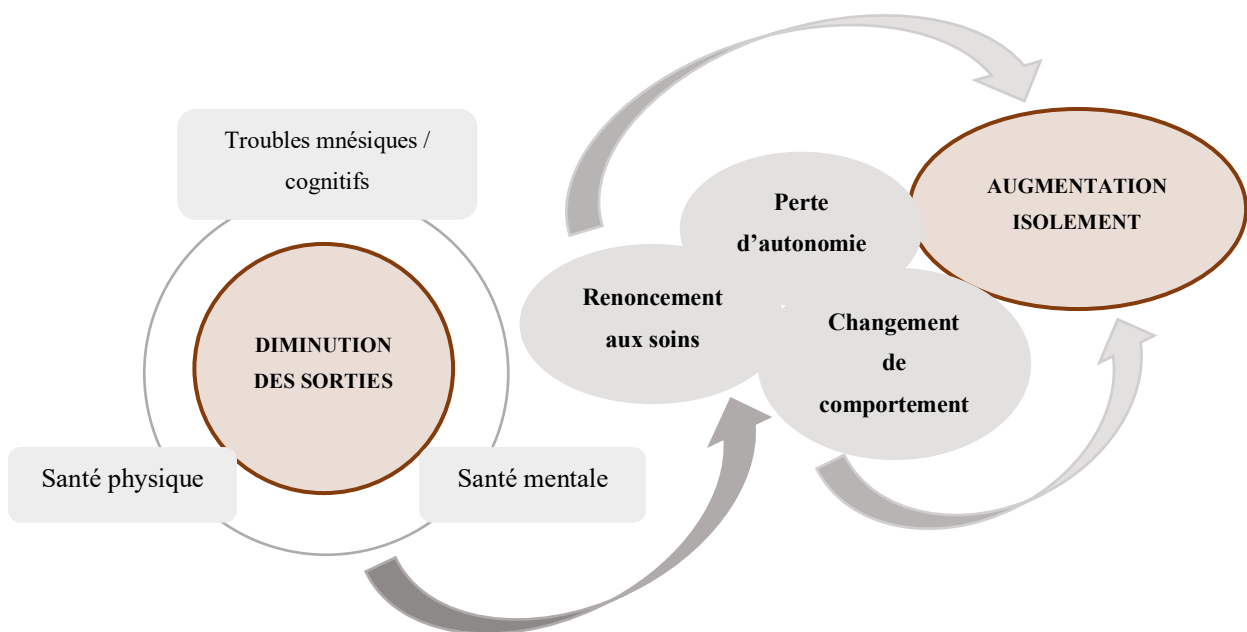 Troubles mnésiques /
cognitifs
DIMINUTION
DES SORTIES
Santé physique
Santé mentale
Renoncement
aux soins
Perte
d’autonomie
Changement
de
comportement
AUGMENTATION
ISOLEMENT